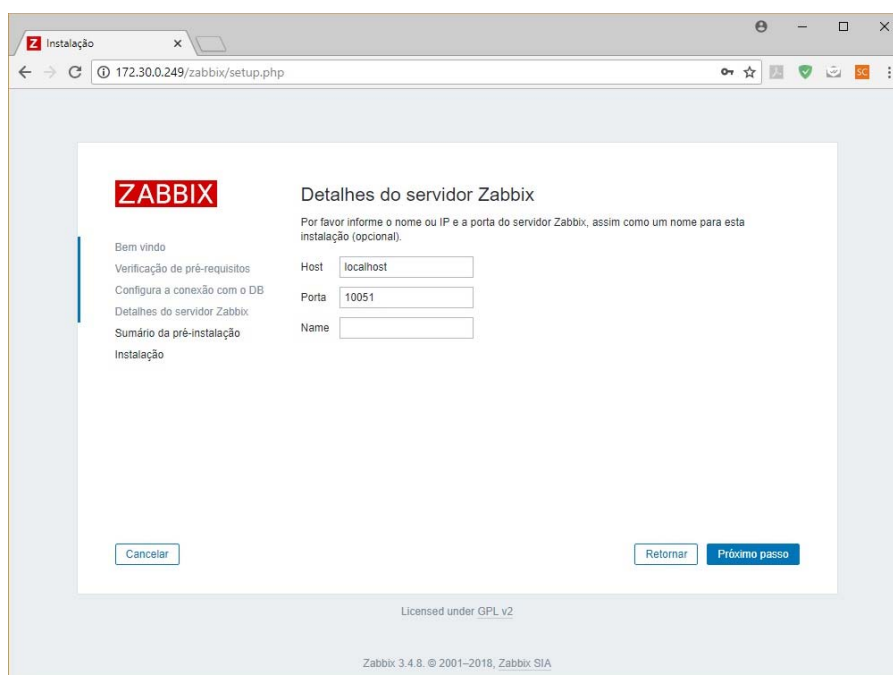 Instalação
172.30.0.249/zabbix/setup.php
SC
ZABBIX
Bem vindo
Verificação de pré-requisitos
Configura a conexão com o DB
Detalhes do servidor Zabbix
Sumário da pré-instalação
Instalação
Detalhes do servidor Zabbix
Por favor informe o nome ou IP e a porta do servidor Zabbix, assim como um nome para esta
instalação (opcional).
Host localhost
Porta 10051
Name
Cancelar
Retornar
Próximo passo
Licensed under GPL v2
Zabbix 3.4.8. © 2001–2018, Zabbix SIA